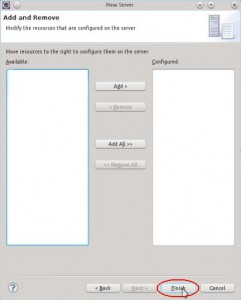 New Server
Add and Remove
Modify the resources that are configured on the server
Move resources to the right to configure them on the server
Available:
Configured:
Add >
< Remove
Add All >>
<< Remove All
?
< Back
Next >
Finish
Cancel